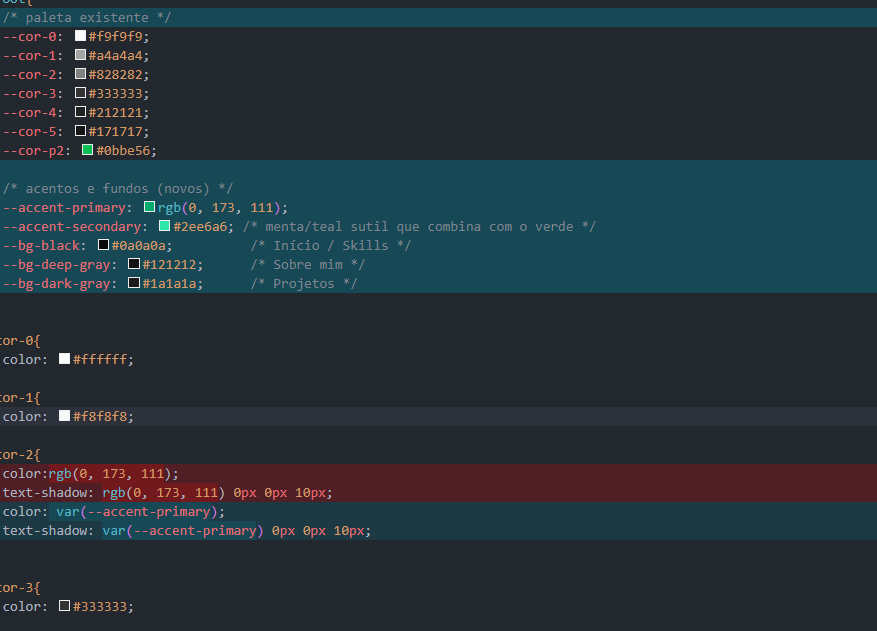 oot{
/* paleta existente */
--cor-0: #f9f9f9;
--cor-1: #a4a4a4;
--cor-2: #828282;
--cor-3: #333333;
--cor-4: #212121;
--cor-5: #171717;
--cor-p2: #0bbe56;
/* acentos e fundos (novos) */
--accent-primary: rgb(0, 173, 111);
--accent-secondary: #2ee6a6; /* menta/teal sutil que combina com o verde */
--bg-black: #0a0a0a; /* Início / Skills */
--bg-deep-gray: #121212; /* Sobre mim */
--bg-dark-gray: #1a1a1a; /* Projetos */
or-0{
color: #ffffff;
or-1{
color: #f8f8f8;
or-2{
color:rgb(0, 173, 111);
text-shadow: rgb(0, 173, 111) 0px 0px 10px;
color: var(--accent-primary);
text-shadow: var(--accent-primary) 0px 0px 10px;
or-3{
color: #333333;